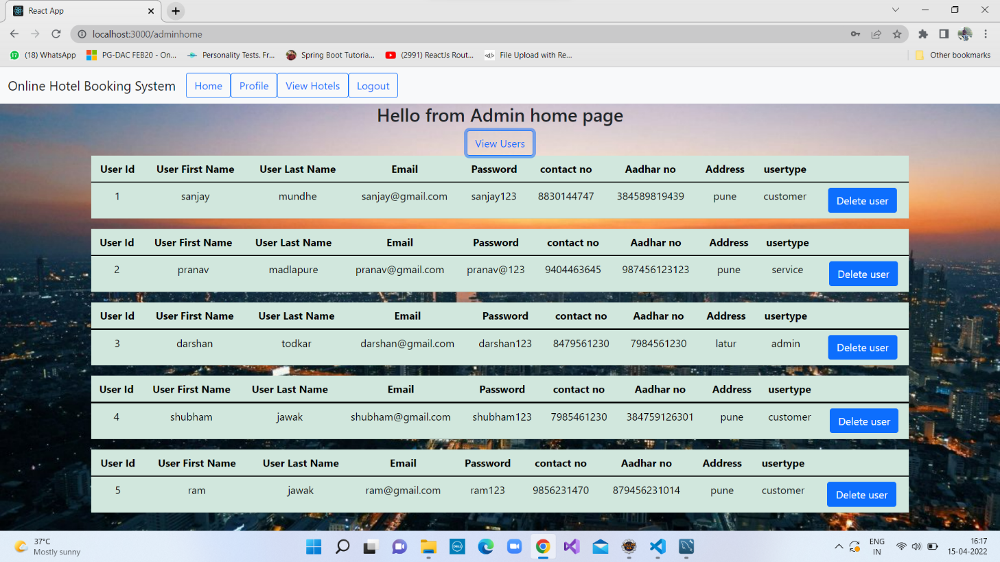 React App
localhost:3000/adminhome
(18) WhatsApp PG-DAC FEB20 - On... Personality Tests. Fr... Spring Boot Tutoria... (2991) ReactJs Rout... </> File Upload with Re... Other bookmarks
Online Hotel Booking System Home Profile View Hotels Logout
Hello from Admin home page
View Users
User Id User First Name User Last Name Email Password contact no Aadhar no Address usertype
1 sanjay mundhe sanjay@gmail.com sanjay123 8830144747 384589819439 pune customer Delete user
User Id User First Name User Last Name Email Password contact no Aadhar no Address usertype
2 pranav madlapure pranav@gmail.com pranav@123 9404463645 987456123123 pune service Delete user
User Id User First Name User Last Name Email Password contact no Aadhar no Address usertype
3 darshan todkar darshan@gmail.com darshan123 8479561230 7984561230 latur admin Delete user
User Id User First Name User Last Name Email Password contact no Aadhar no Address usertype
4 shubham jawak shubham@gmail.com shubham123 7985461230 384759126301 pune customer Delete user
User Id User First Name User Last Name Email Password contact no Aadhar no Address usertype
5 ram jawak ram@gmail.com ram123 9856231470 879456231014 pune customer Delete user
37°C ENG 16:17
Mostly sunny IN 15-04-2022